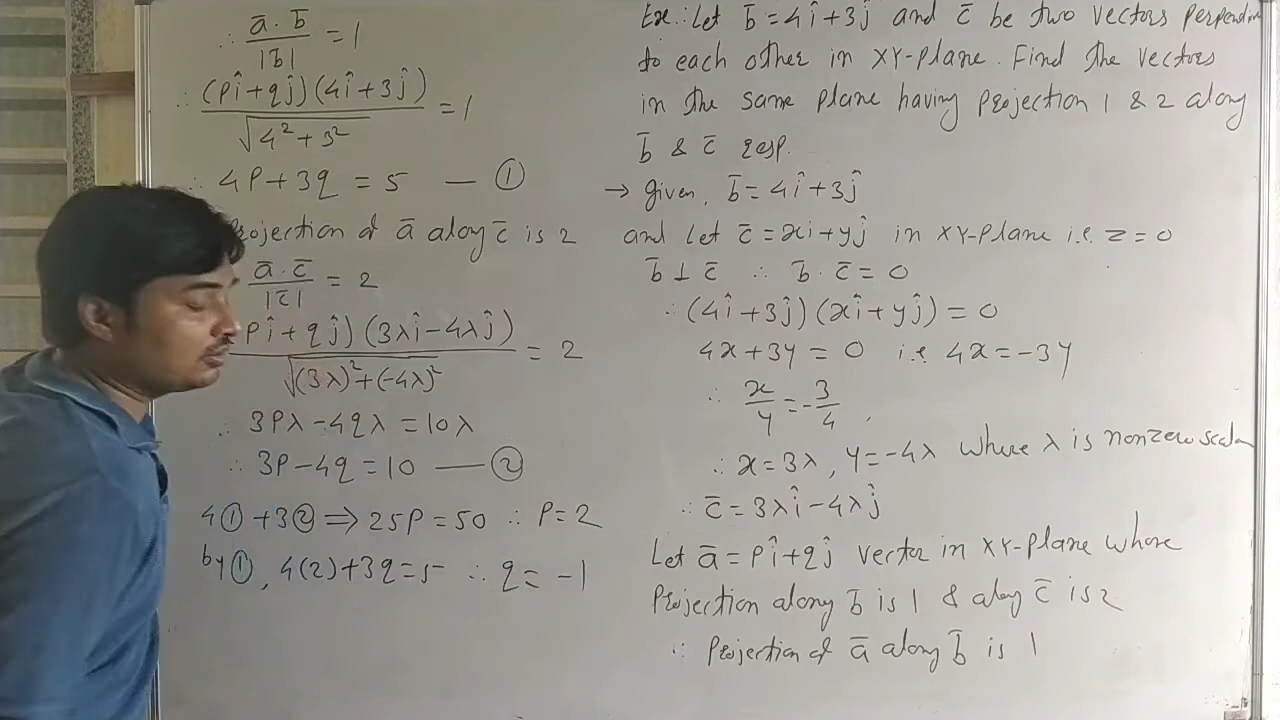 Ex.: Let b̄ = 4î + 3ĵ and c̄ be two vectors
to each other in XY-plane. Find the vectors
in the same plane having projection 1 & 2 along
b̄ & c̄ resp.
→ given, b̄ = 4î + 3ĵ
and Let c̄ = xi + yĵ in XY-plane i.e. z = 0
b̄ ⊥ c̄ ∴ b̄ · c̄ = 0
∴ (4î + 3ĵ) (xî + yĵ) = 0
4x + 3y = 0 i.e 4x = -3y
∴ x/y = -3/4
∴ x = 3λ, y = -4λ where λ is nonzero scalar
∴ c̄ = 3λî - 4λĵ
Let ā = pî + qĵ vector in XY-plane whose
projection along b̄ is 1 & along c̄ is 2
∴ projection of ā along b̄ is 1
∴ ā · b̄ / |b̄| = 1
∴ (pî + qĵ) (4î + 3ĵ) / √4² + 3² = 1
∴ 4p + 3q = 5 — ①
projection of ā along c̄ is 2
ā · c̄ / |c̄| = 2
pî + qĵ) (3λî - 4λĵ) / √(3λ)² + (-4λ)² = 2
∴ 3pλ - 4qλ = 10λ
∴ 3p - 4q = 10 — ②
4① + 3② ⇒ 25p = 50 ∴ p = 2
by ①, 4(2) + 3q = 5 ∴ q = -1